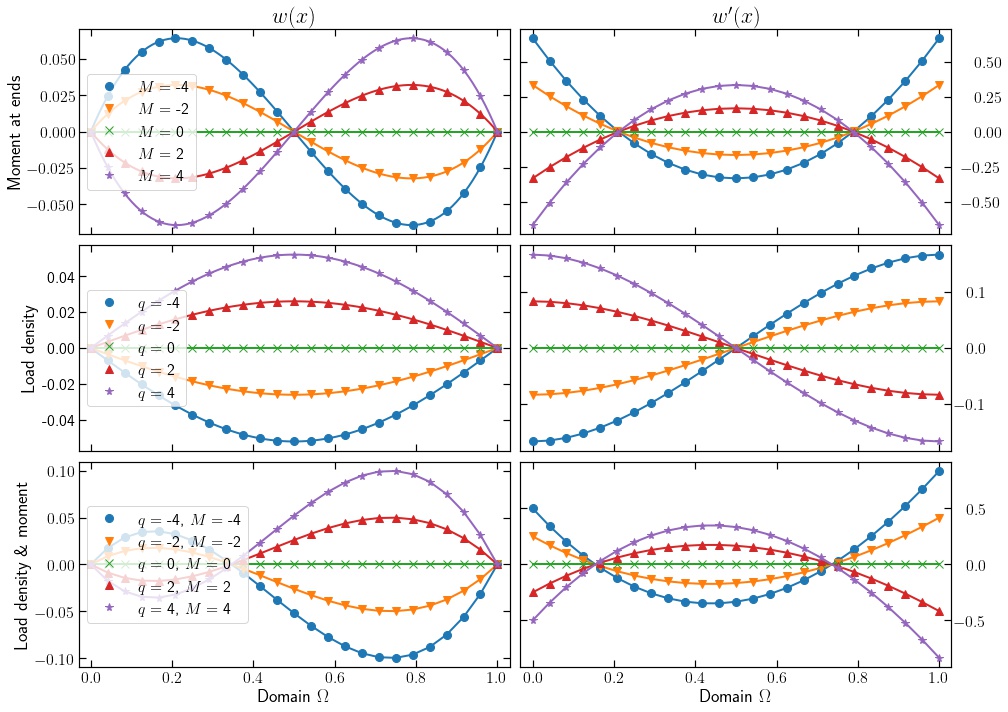 w(x)
w′(x)
Moment at ends
0.050
0.025
0.000
−0.025
−0.050
M = -4
M = -2
M = 0
M = 2
M = 4
0.50
0.25
0.00
−0.25
−0.50
Load density
0.04
0.02
0.00
−0.02
−0.04
q = -4
q = -2
q = 0
q = 2
q = 4
0.1
0.0
−0.1
Load density & moment
0.10
0.05
0.00
−0.05
−0.10
q = -4, M = -4
q = -2, M = -2
q = 0, M = 0
q = 2, M = 2
q = 4, M = 4
0.5
0.0
−0.5
0.0 0.2 0.4 0.6 0.8 1.0
0.0 0.2 0.4 0.6 0.8 1.0
Domain Ω
Domain Ω